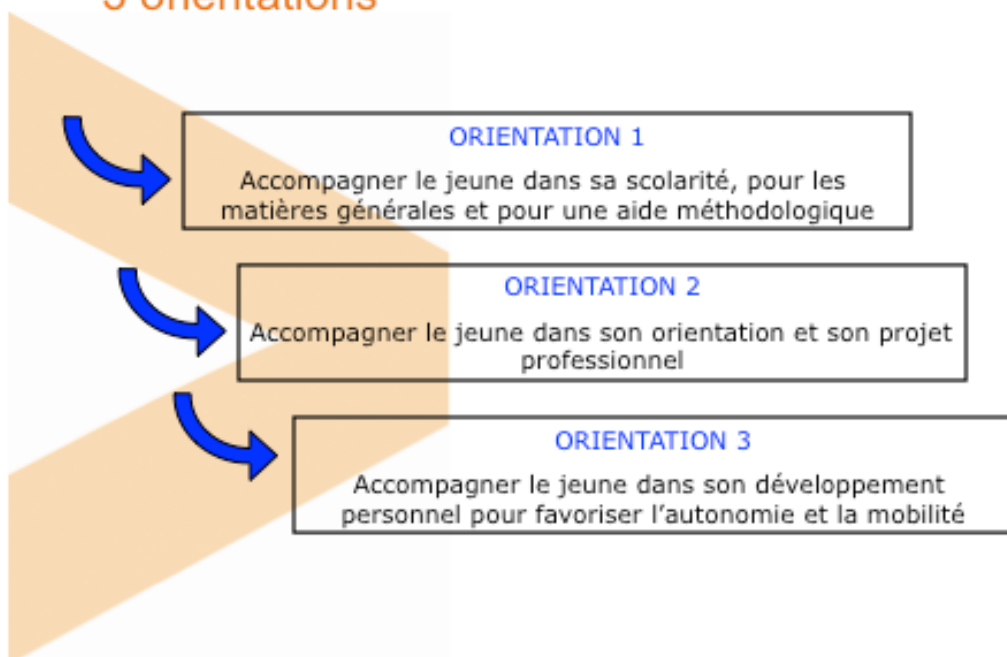 3 orientations
ORIENTATION 1
Accompagner le jeune dans sa scolarité, pour les
matières générales et pour une aide méthodologique
ORIENTATION 2
Accompagner le jeune dans son orientation et son projet
professionnel
ORIENTATION 3
Accompagner le jeune dans son développement
personnel pour favoriser l’autonomie et la mobilité